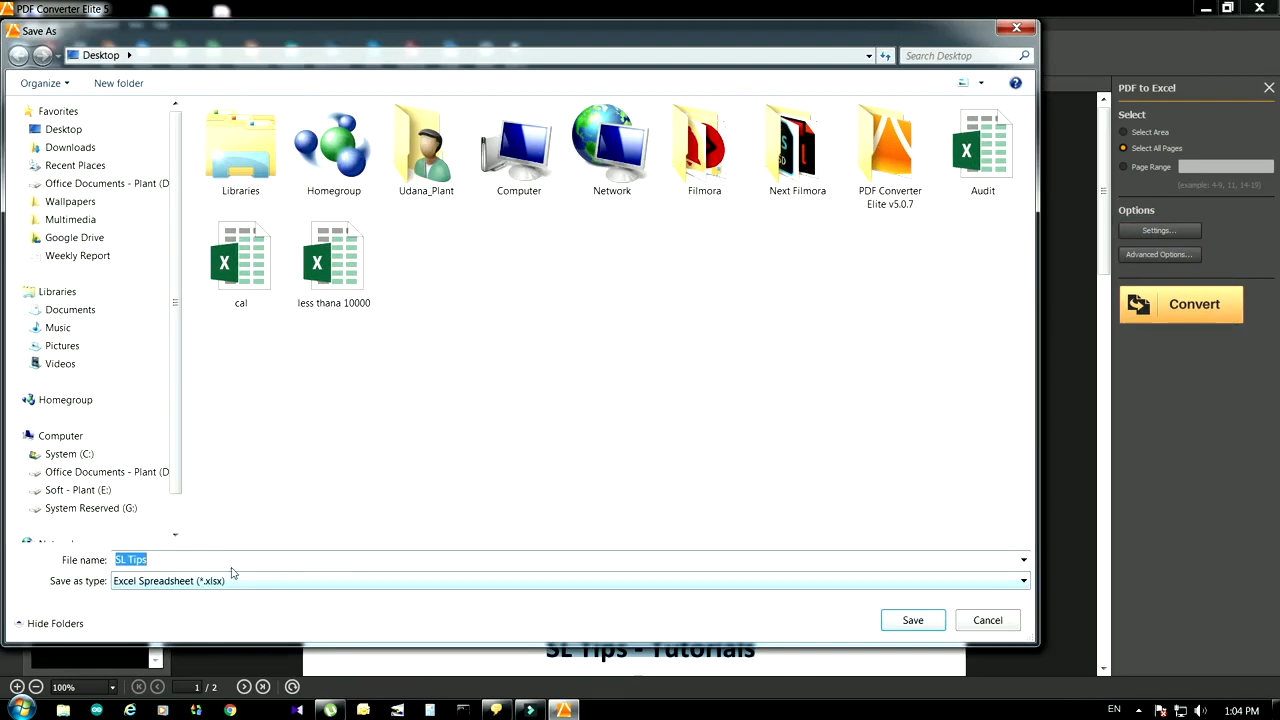 PDF Converter Elite 5
Save As
Desktop
Search Desktop
Organize
New folder
Favorites
Desktop
Downloads
Recent Places
Office Documents - Plant (D
Wallpapers
Multimedia
Google Drive
Weekly Report
Libraries
Documents
Music
Pictures
Videos
Homegroup
Computer
System (C:)
Office Documents - Plant (D
Soft - Plant (E:)
System Reserved (G:)
Libraries
Homegroup
Udana_Plant
Computer
Network
Filmora
Next Filmora
PDF Converter
Elite v5.0.7
Audit
cal
less thana 10000
File name: SL Tips
Save as type: Excel Spreadsheet (*.xlsx)
Hide Folders
Save
Cancel
PDF to Excel
Select
Select Area
Select All Pages
Page Range
(example: 4-9, 11, 14-19)
Options
Settings...
Advanced Options...
Convert
SL Tips - Tutorials
100%
1 / 2
EN
1:04 PM